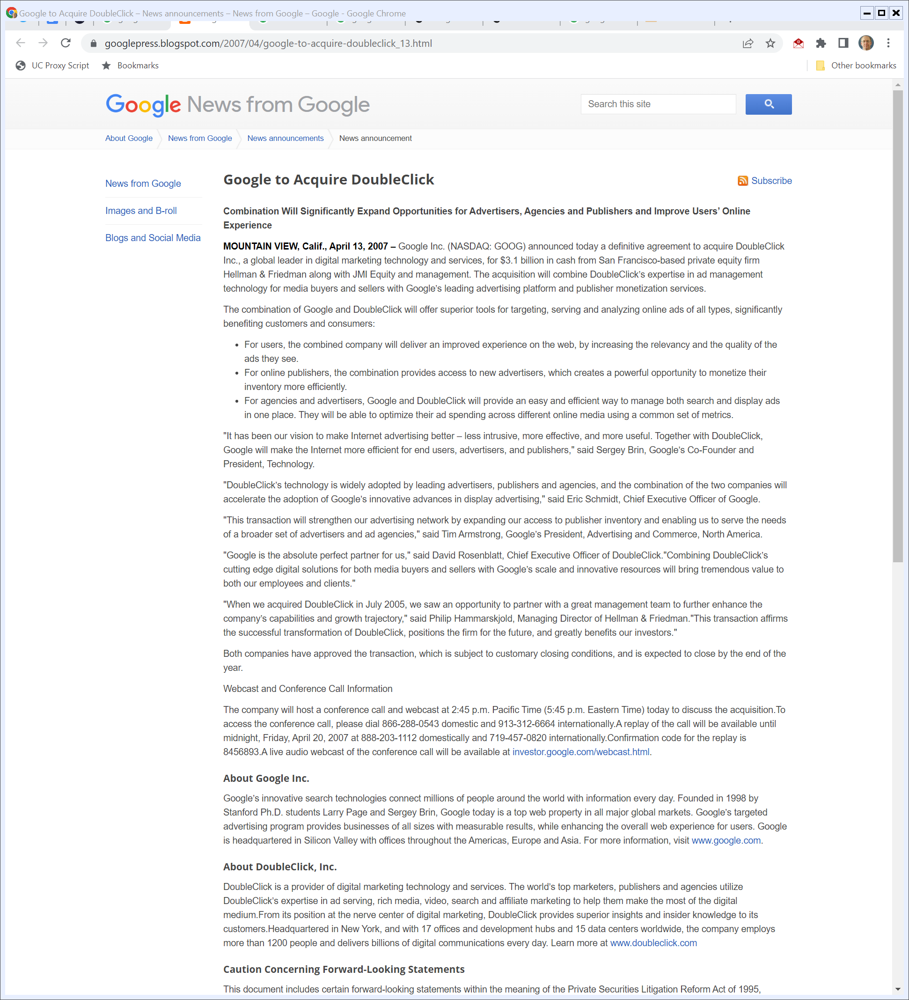 Google to Acquire DoubleClick – News announcements – News from Google – Google - Google Chrome
googlepress.blogspot.com/2007/04/google-to-acquire-doubleclick_13.html
UC Proxy Script
Bookmarks
Other bookmarks
Google News from Google
Search this site
About Google
News from Google
News announcements
News announcement
News from Google
Images and B-roll
Blogs and Social Media
Google to Acquire DoubleClick
Subscribe
Combination Will Significantly Expand Opportunities for Advertisers, Agencies and Publishers and Improve Users’ Online
Experience
MOUNTAIN VIEW, Calif., April 13, 2007 – Google Inc. (NASDAQ: GOOG) announced today a definitive agreement to acquire DoubleClick
Inc., a global leader in digital marketing technology and services, for $3.1 billion in cash from San Francisco-based private equity firm
Hellman & Friedman along with JMI Equity and management. The acquisition will combine DoubleClick’s expertise in ad management
technology for media buyers and sellers with Google’s leading advertising platform and publisher monetization services.
The combination of Google and DoubleClick will offer superior tools for targeting, serving and analyzing online ads of all types, significantly
benefiting customers and consumers:
• For users, the combined company will deliver an improved experience on the web, by increasing the relevancy and the quality of the
ads they see.
• For online publishers, the combination provides access to new advertisers, which creates a powerful opportunity to monetize their
inventory more efficiently.
• For agencies and advertisers, Google and DoubleClick will provide an easy and efficient way to manage both search and display ads
in one place. They will be able to optimize their ad spending across different online media using a common set of metrics.
"It has been our vision to make Internet advertising better – less intrusive, more effective, and more useful. Together with DoubleClick,
Google will make the Internet more efficient for end users, advertisers, and publishers," said Sergey Brin, Google’s Co-Founder and
President, Technology.
"DoubleClick’s technology is widely adopted by leading advertisers, publishers and agencies, and the combination of the two companies will
accelerate the adoption of Google’s innovative advances in display advertising," said Eric Schmidt, Chief Executive Officer of Google.
"This transaction will strengthen our advertising network by expanding our access to publisher inventory and enabling us to serve the needs
of a broader set of advertisers and ad agencies," said Tim Armstrong, Google’s President, Advertising and Commerce, North America.
"Google is the absolute perfect partner for us," said David Rosenblatt, Chief Executive Officer of DoubleClick."Combining DoubleClick’s
cutting edge digital solutions for both media buyers and sellers with Google’s scale and innovative resources will bring tremendous value to
both our employees and clients."
"When we acquired DoubleClick in July 2005, we saw an opportunity to partner with a great management team to further enhance the
company’s capabilities and growth trajectory," said Philip Hammarskjold, Managing Director of Hellman & Friedman."This transaction affirms
the successful transformation of DoubleClick, positions the firm for the future, and greatly benefits our investors."
Both companies have approved the transaction, which is subject to customary closing conditions, and is expected to close by the end of the
year.
Webcast and Conference Call Information
The company will host a conference call and webcast at 2:45 p.m. Pacific Time (5:45 p.m. Eastern Time) today to discuss the acquisition.To
access the conference call, please dial 866-288-0543 domestic and 913-312-6664 internationally.A replay of the call will be available until
midnight, Friday, April 20, 2007 at 888-203-1112 domestically and 719-457-0820 internationally.Confirmation code for the replay is
8456893.A live audio webcast of the conference call will be available at investor.google.com/webcast.html.
About Google Inc.
Google’s innovative search technologies connect millions of people around the world with information every day. Founded in 1998 by
Stanford Ph.D. students Larry Page and Sergey Brin, Google today is a top web property in all major global markets. Google’s targeted
advertising program provides businesses of all sizes with measurable results, while enhancing the overall web experience for users. Google
is headquartered in Silicon Valley with offices throughout the Americas, Europe and Asia. For more information, visit www.google.com.
About DoubleClick, Inc.
DoubleClick is a provider of digital marketing technology and services. The world’s top marketers, publishers and agencies utilize
DoubleClick’s expertise in ad serving, rich media, video, search and affiliate marketing to help them make the most of the digital
medium.From its position at the nerve center of digital marketing, DoubleClick provides superior insights and insider knowledge to its
customers.Headquartered in New York, and with 17 offices and development hubs and 15 data centers worldwide, the company employs
more than 1200 people and delivers billions of digital communications every day. Learn more at www.doubleclick.com
Caution Concerning Forward-Looking Statements
This document includes certain forward-looking statements within the meaning of the Private Securities Litigation Reform Act of 1995,